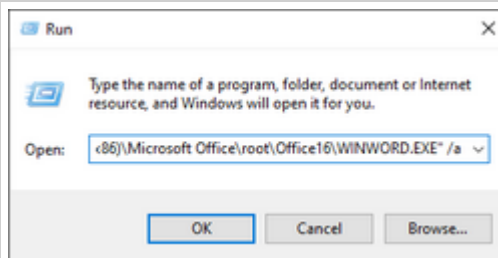 Run
Type the name of a program, folder, document or Internet
resource, and Windows will open it for you.
Open: x86)\Microsoft Office\root\Office16\WINWORD.EXE" /a
OK Cancel Browse...